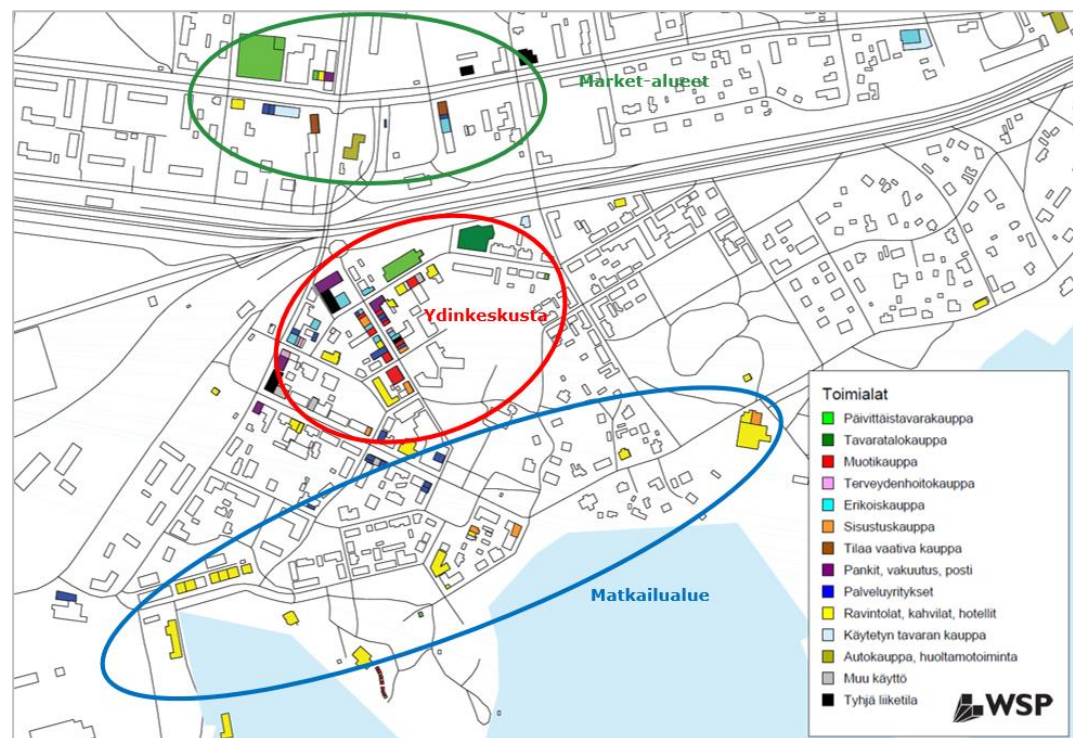 Market-alueet
Ydinkeskusta
Matkailualue
Toimialat
Päivittäistavarakauppa
Tavaratalokauppa
Muotikauppa
Terveydenhoitokauppa
Erikoiskauppa
Sisustuskauppa
Tilaa vaativa kauppa
Pankit, vakuutus, posti
Palveluyritykset
Ravintolat, kahvilat, hotellit
Käytetyn tavaran kauppa
Autokauppa, huoltamotoiminta
Muu käyttö
Tyhjä liiketila
WSP